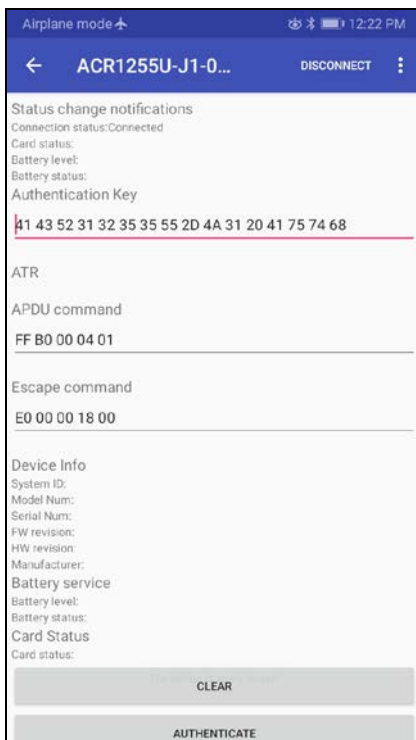 Airplane mode 12:22 PM
ACR1255U-J1-0... DISCONNECT
Status change notifications
Connection status:Connected
Card status:
Battery level:
Battery status:
Authentication Key
41 43 52 31 32 35 35 55 2D 4A 31 20 41 75 74 68
ATR
APDU command
FF B0 00 04 01
Escape command
E0 00 00 18 00
Device Info
System ID:
Model Num:
Serial Num:
FW revision:
HW revision:
Manufacturer:
Battery service
Battery level:
Battery status:
Card Status
Card status:
CLEAR
AUTHENTICATE